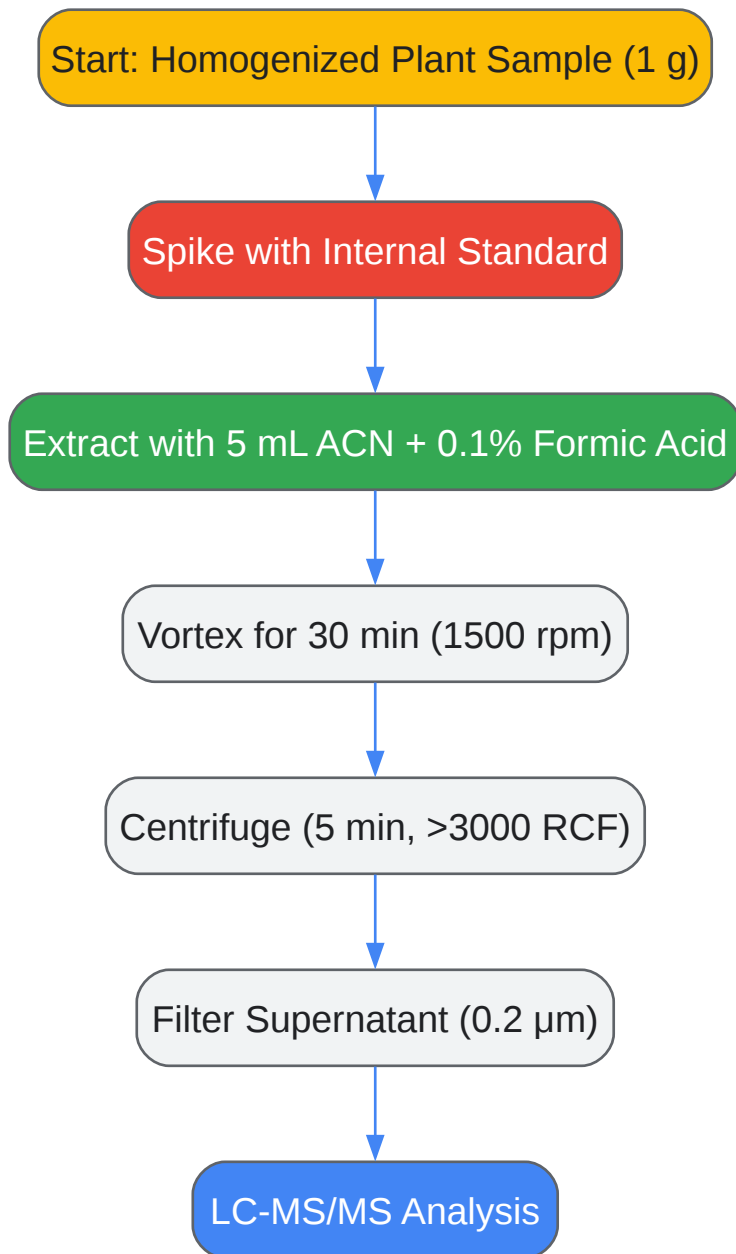 Start: Homogenized Plant Sample (1 g)
Spike with Internal Standard
Extract with 5 mL ACN + 0.1% Formic Acid
Vortex for 30 min (1500 rpm)
Centrifuge (5 min, >3000 RCF)
Filter Supernatant (0.2 μm)
LC-MS/MS Analysis